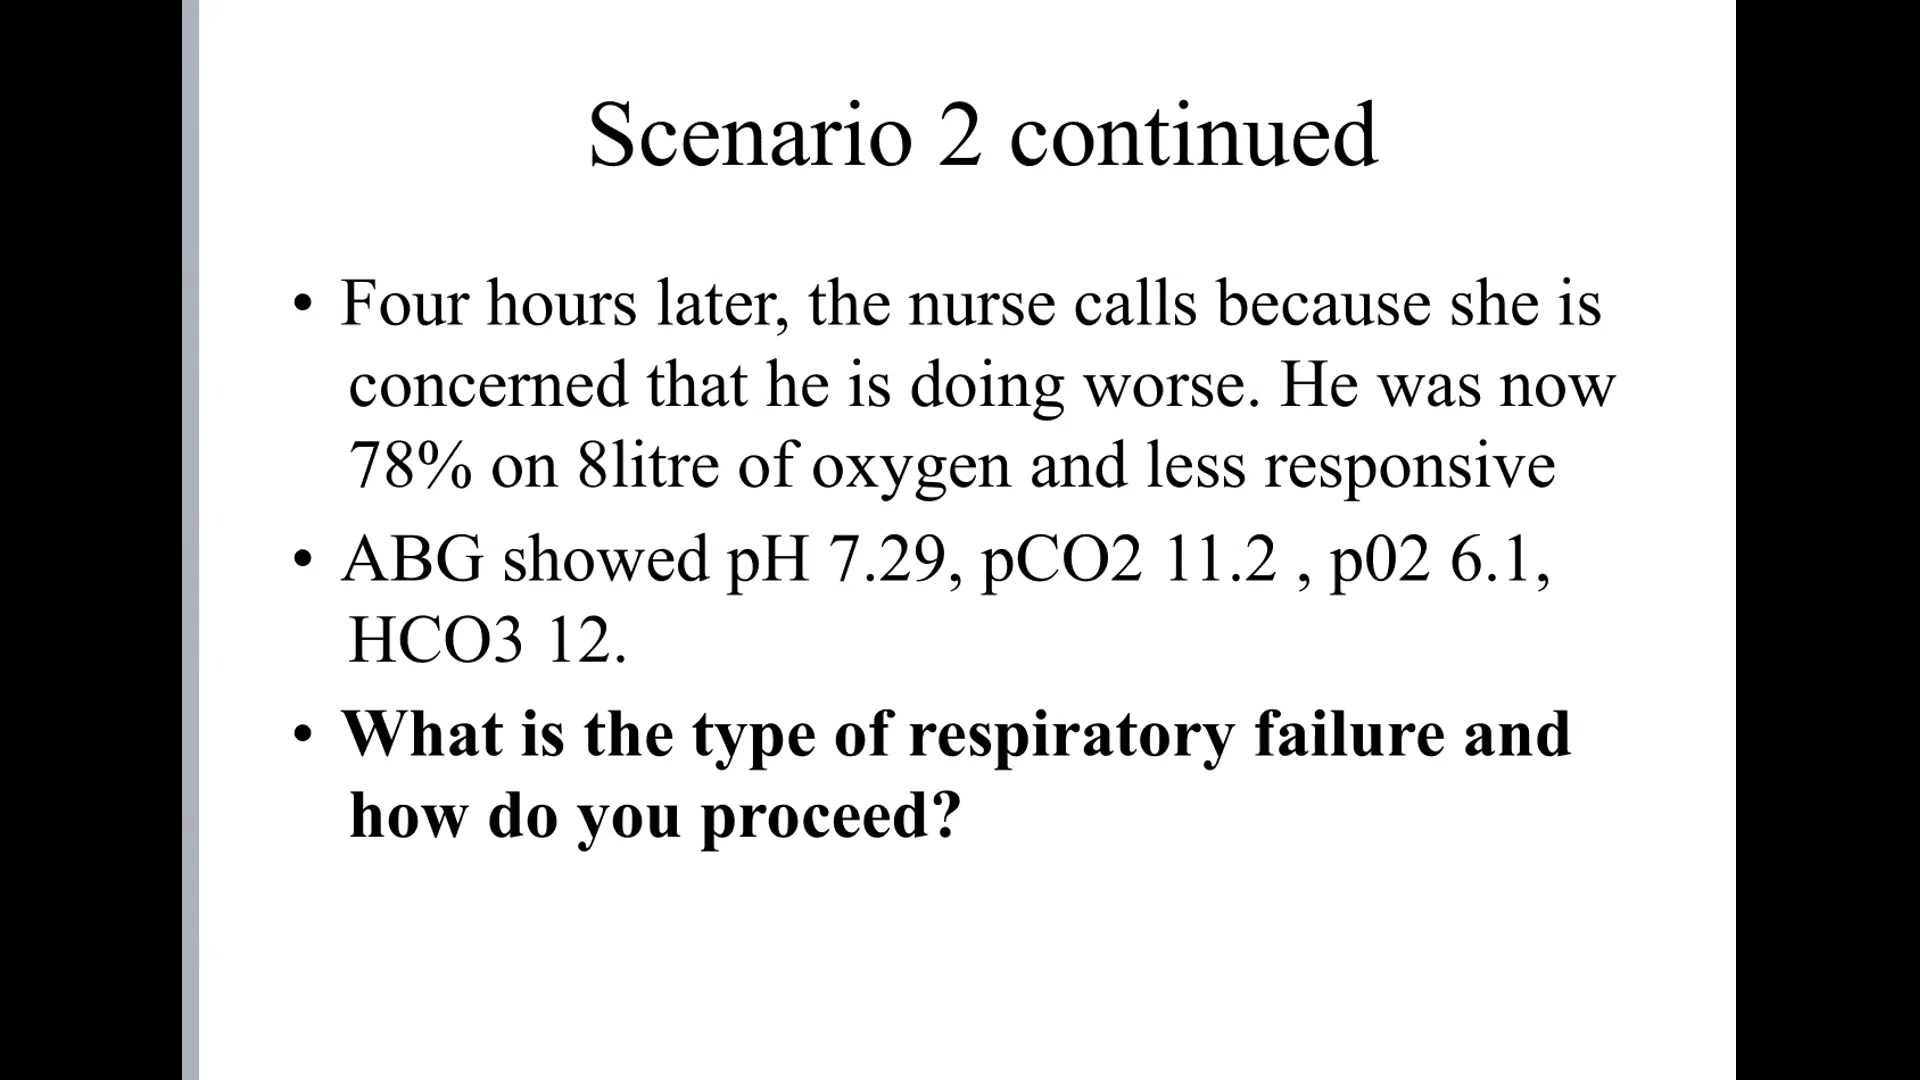 Scenario 2 continued
• Four hours later, the nurse calls because she is
concerned that he is doing worse. He was now
78% on 8litre of oxygen and less responsive
• ABG showed pH 7.29, pCO2 11.2 , p02 6.1,
HCO3 12.
• What is the type of respiratory failure and
how do you proceed?